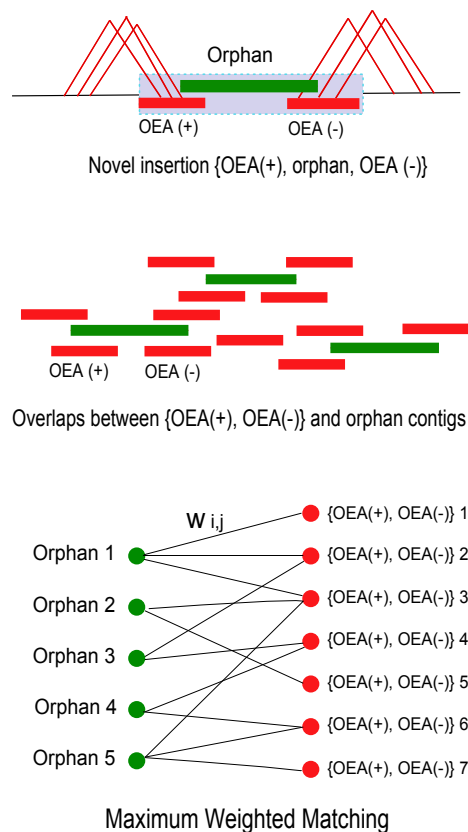 Orphan
OEA (+)
OEA (-)
Novel insertion {OEA(+), orphan, OEA (-)}
OEA (+)
OEA (-)
Overlaps between {OEA(+), OEA(-)} and orphan contigs
W i,j
{OEA(+), OEA(-)} 1
Orphan 1
{OEA(+), OEA(-)} 2
Orphan 2
{OEA(+), OEA(-)} 3
Orphan 3
{OEA(+), OEA(-)} 4
Orphan 4
{OEA(+), OEA(-)} 5
Orphan 5
{OEA(+), OEA(-)} 6
{OEA(+), OEA(-)} 7
Maximum Weighted Matching